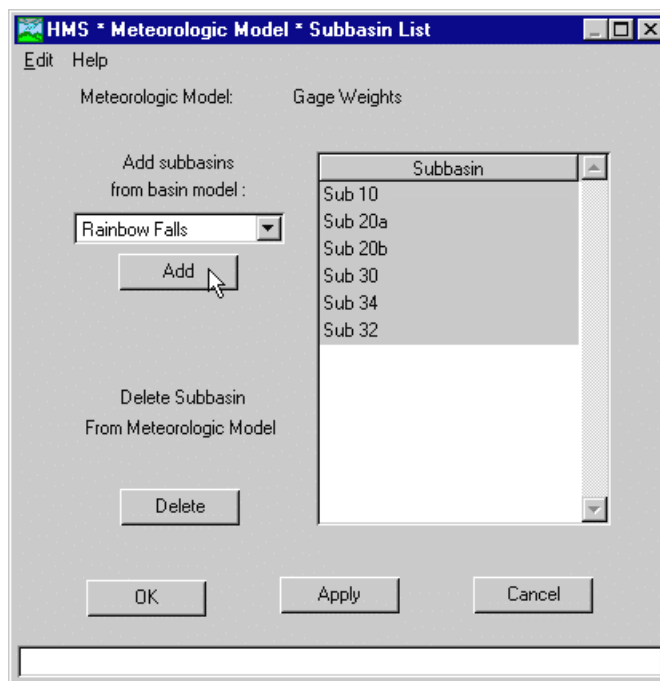 HMS * Meteorologic Model * Subbasin List
Edit Help
Meteorologic Model: Gage Weights
Add subbasins
from basin model :
Rainbow Falls
Add
Subbasin
Sub 10
Sub 20a
Sub 20b
Sub 30
Sub 34
Sub 32
Delete Subbasin
From Meteorologic Model
Delete
OK Apply Cancel